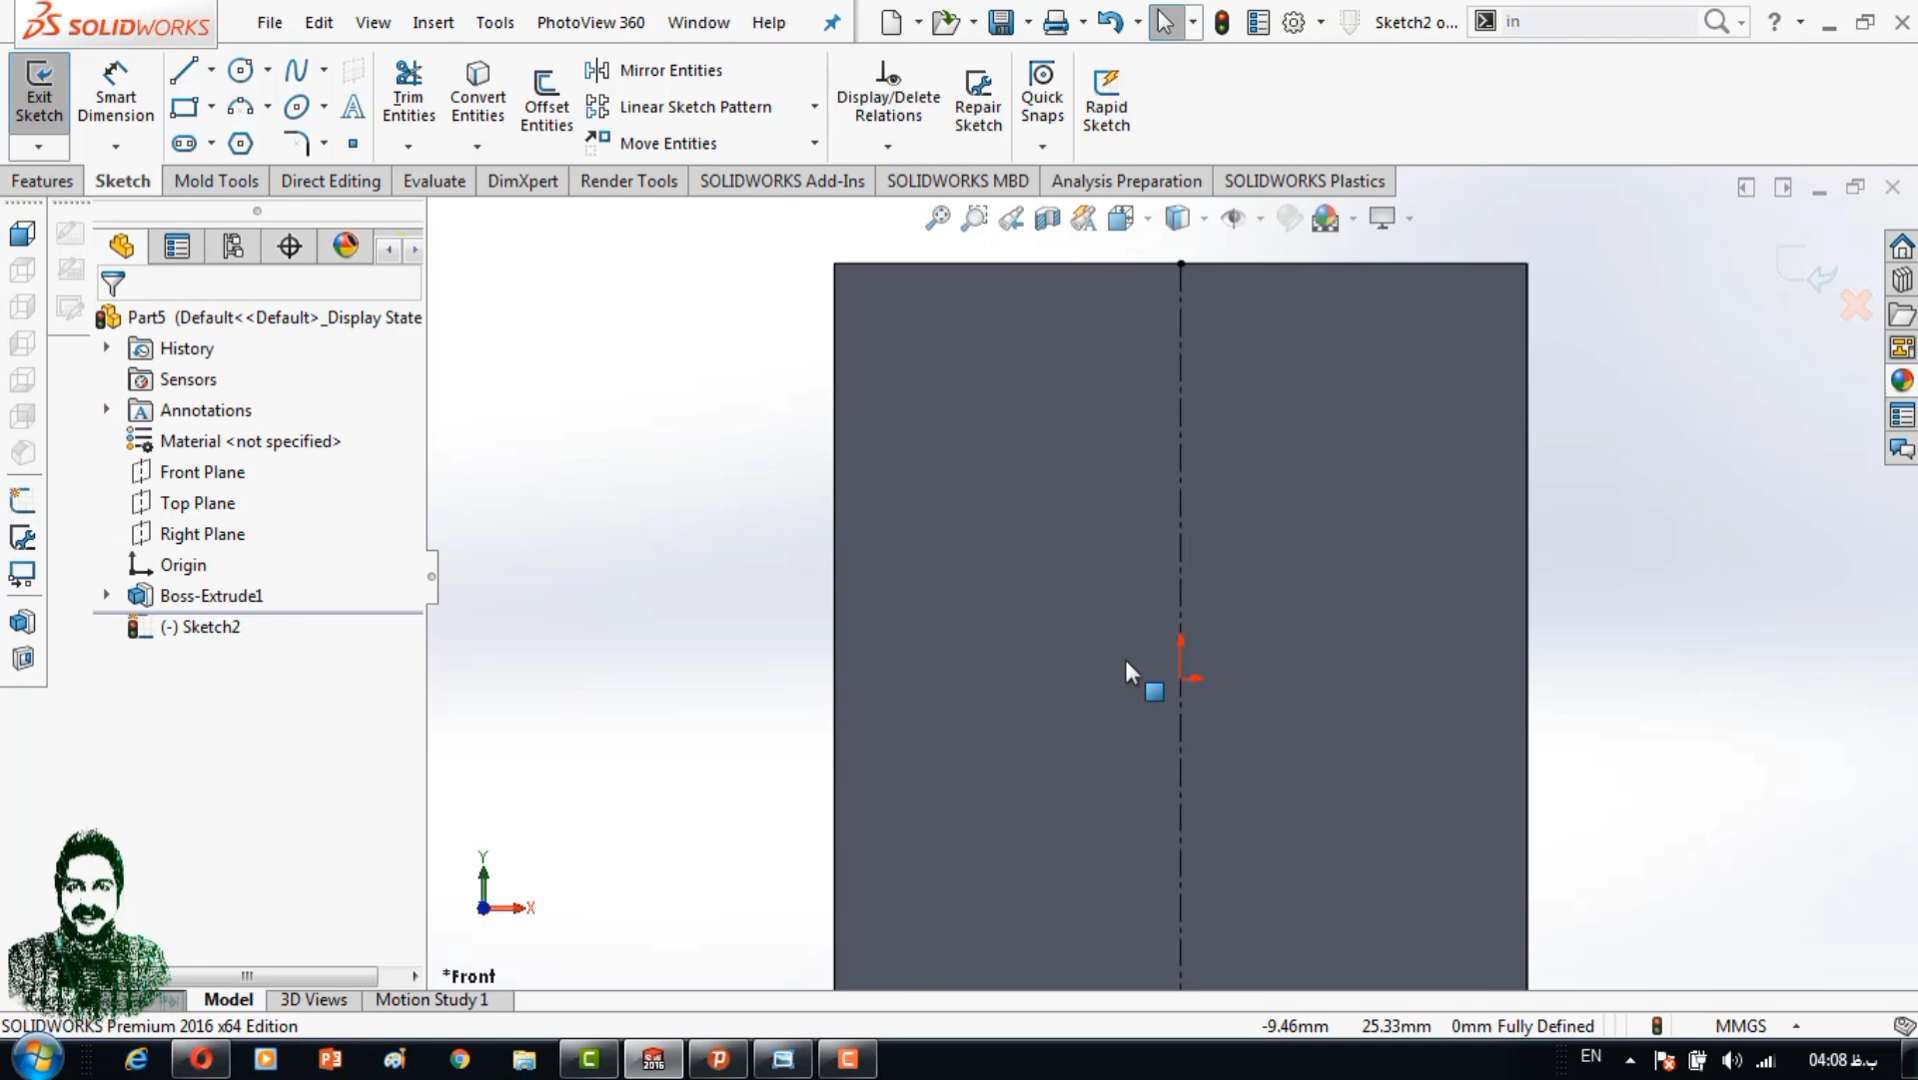 SOLIDWORKS
File Edit View Insert Tools PhotoView 360 Window Help
Sketch2 o...
in
Exit Sketch
Smart Dimension
Trim Entities
Convert Entities
Offset Entities
Mirror Entities
Linear Sketch Pattern
Move Entities
Display/Delete Relations
Repair Sketch
Quick Snaps
Rapid Sketch
Features Sketch Mold Tools Direct Editing Evaluate DimXpert Render Tools SOLIDWORKS Add-Ins SOLIDWORKS MBD Analysis Preparation SOLIDWORKS Plastics
Part5 (Default<<Default>_Display State
History
Sensors
Annotations
Material <not specified>
Front Plane
Top Plane
Right Plane
Origin
Boss-Extrude1
(-) Sketch2
Y
X
*Front
Model 3D Views Motion Study 1
SOLIDWORKS Premium 2016 x64 Edition
-9.46mm 25.33mm 0mm Fully Defined MMGS
EN
04:08 ب.ظ